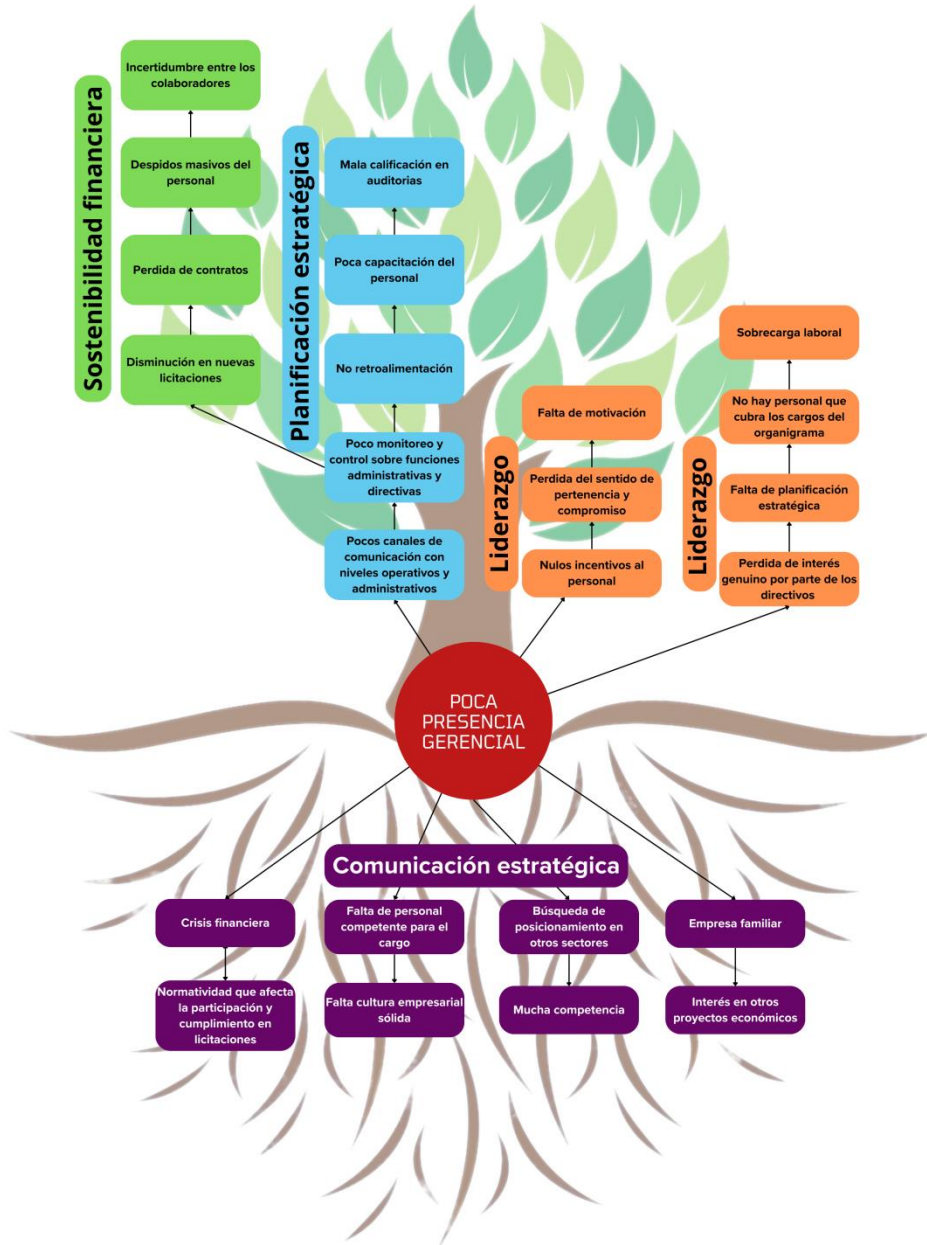 Sostenibilidad financiera
Incertidumbre entre los
colaboradores
Despidos masivos del
personal
Perdida de contratos
Disminución en nuevas
licitaciones
Planificación estratégica
Mala calificación en
auditorias
Poca capacitación del
personal
No retroalimentación
Poco monitoreo y
control sobre funciones
administrativas y
directivas
Pocos canales de
comunicación con
niveles operativos y
administrativos
Liderazgo
Falta de motivación
Perdida del sentido de
pertenencia y
compromiso
Nulos incentivos al
personal
Liderazgo
Sobrecarga laboral
No hay personal que
cubra los cargos del
organigrama
Falta de planificación
estratégica
Perdida de interés
genuino por parte de los
directivos
POCA
PRESENCIA
GERENCIAL
Comunicación estratégica
Crisis financiera
Normatividad que afecta
la participación y
cumplimiento en
licitaciones
Falta de personal
competente para el
cargo
Falta cultura empresarial
sólida
Búsqueda de
posicionamiento en
otros sectores
Mucha competencia
Empresa familiar
Interés en otros
proyectos económicos